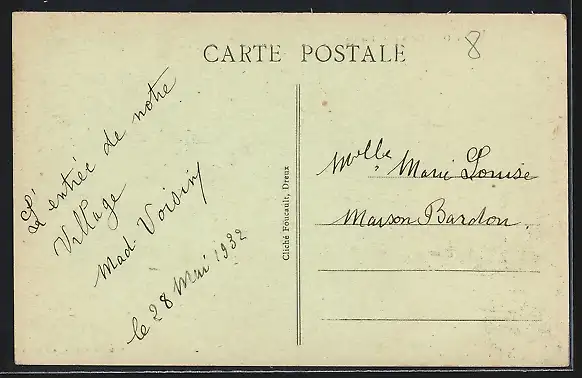 CARTE POSTALE
8
L'entrée de notre
Village
Mad. Voisin
le 28 Mai 1932
Cliché Foucault, Dreux
Melle Marie Louise
Maison Bardon.